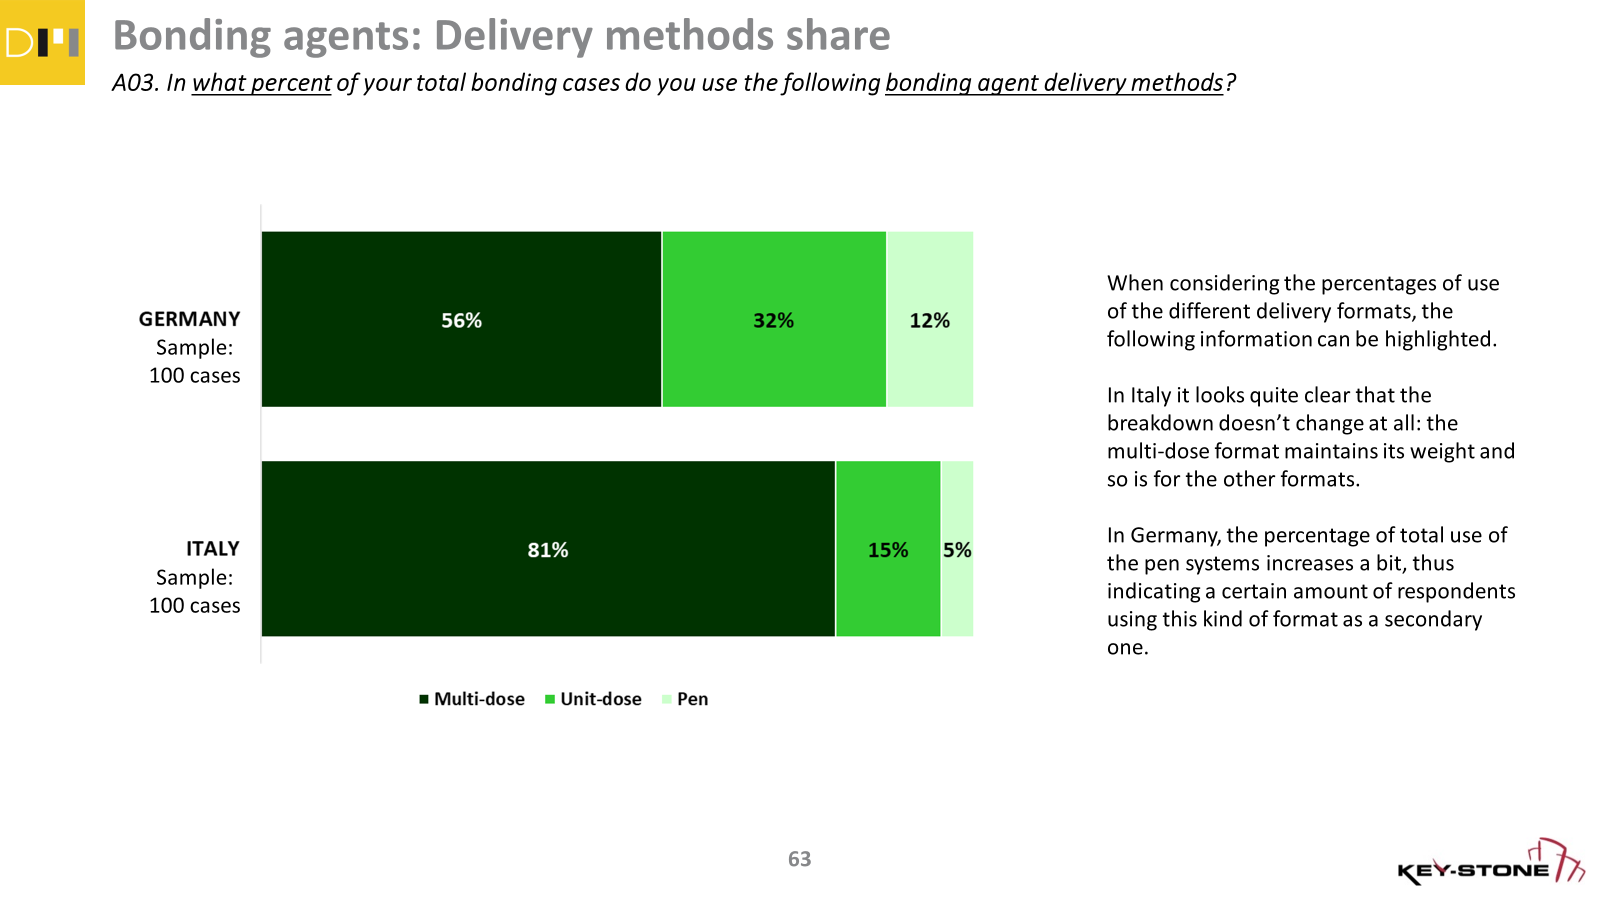 Bonding agents: Delivery methods share
A03. In what percent of your total bonding cases do you use the following bonding agent delivery methods?
GERMANY
Sample:
100 cases
56%
32%
12%
ITALY
Sample:
100 cases
81%
15%
5%
Multi-dose
Unit-dose
Pen
When considering the percentages of use
of the different delivery formats, the
following information can be highlighted.
In Italy it looks quite clear that the
breakdown doesn’t change at all: the
multi-dose format maintains its weight and
so is for the other formats.
In Germany, the percentage of total use of
the pen systems increases a bit, thus
indicating a certain amount of respondents
using this kind of format as a secondary
one.
63
KEY-STONE